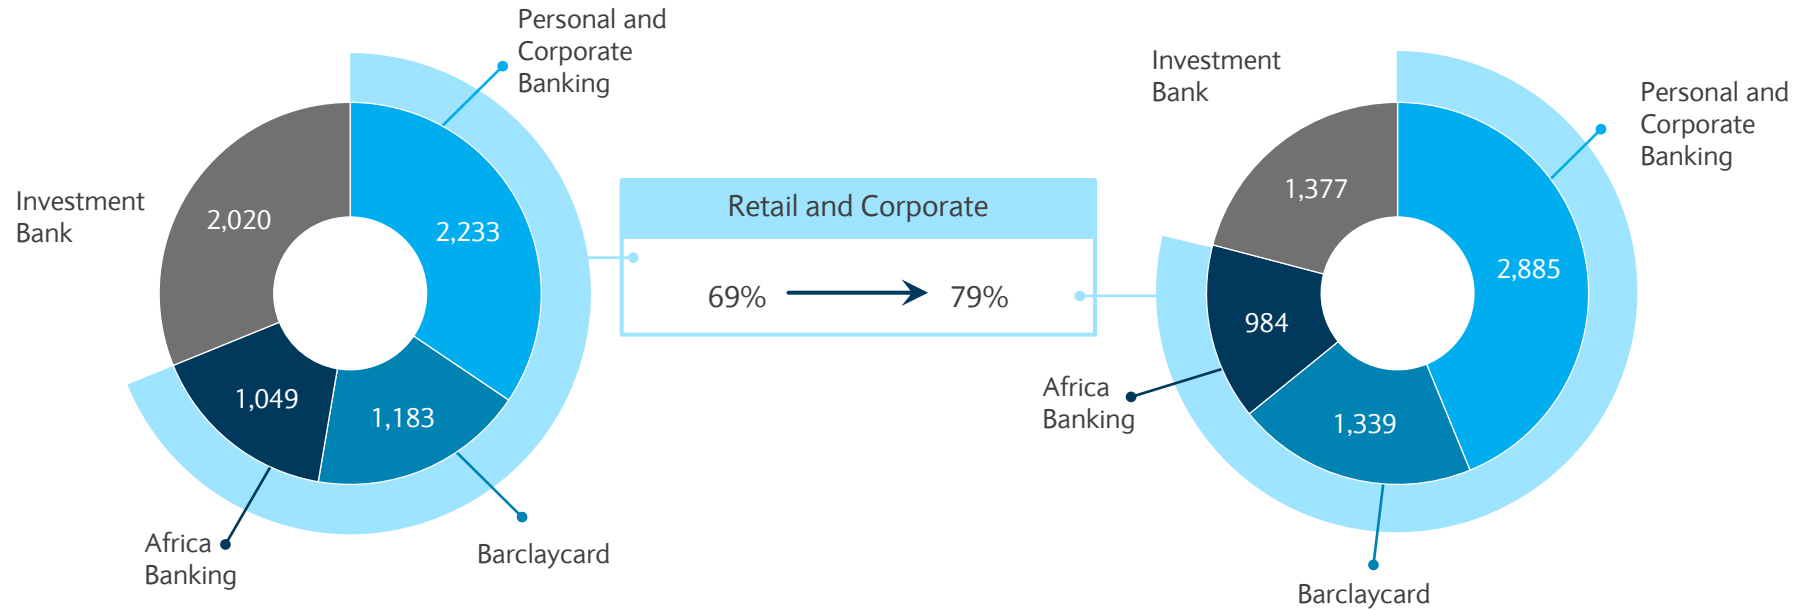 Personal and
Corporate
Banking
Investment
Bank
2,020
2,233
1,049
1,183
Africa
Banking
Barclaycard
Retail and Corporate
69%
79%
Investment
Bank
Personal and
Corporate
Banking
1,377
2,885
984
1,339
Africa
Banking
Barclaycard